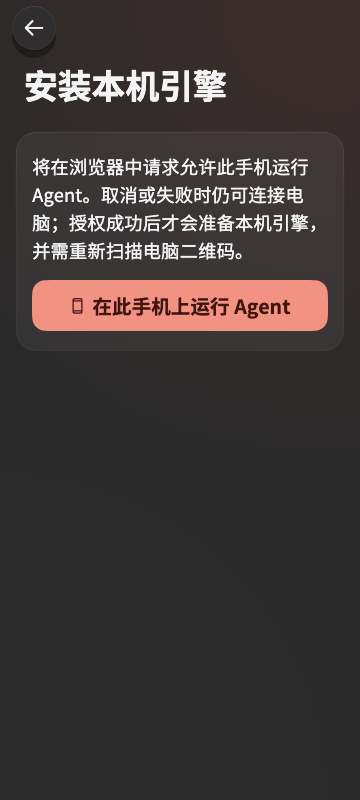 安装本机引擎
将在浏览器中请求允许此手机运行
Agent。取消或失败时仍可连接电
脑；授权成功后才会准备本机引擎，
并需重新扫描电脑二维码。
在此手机上运行 Agent